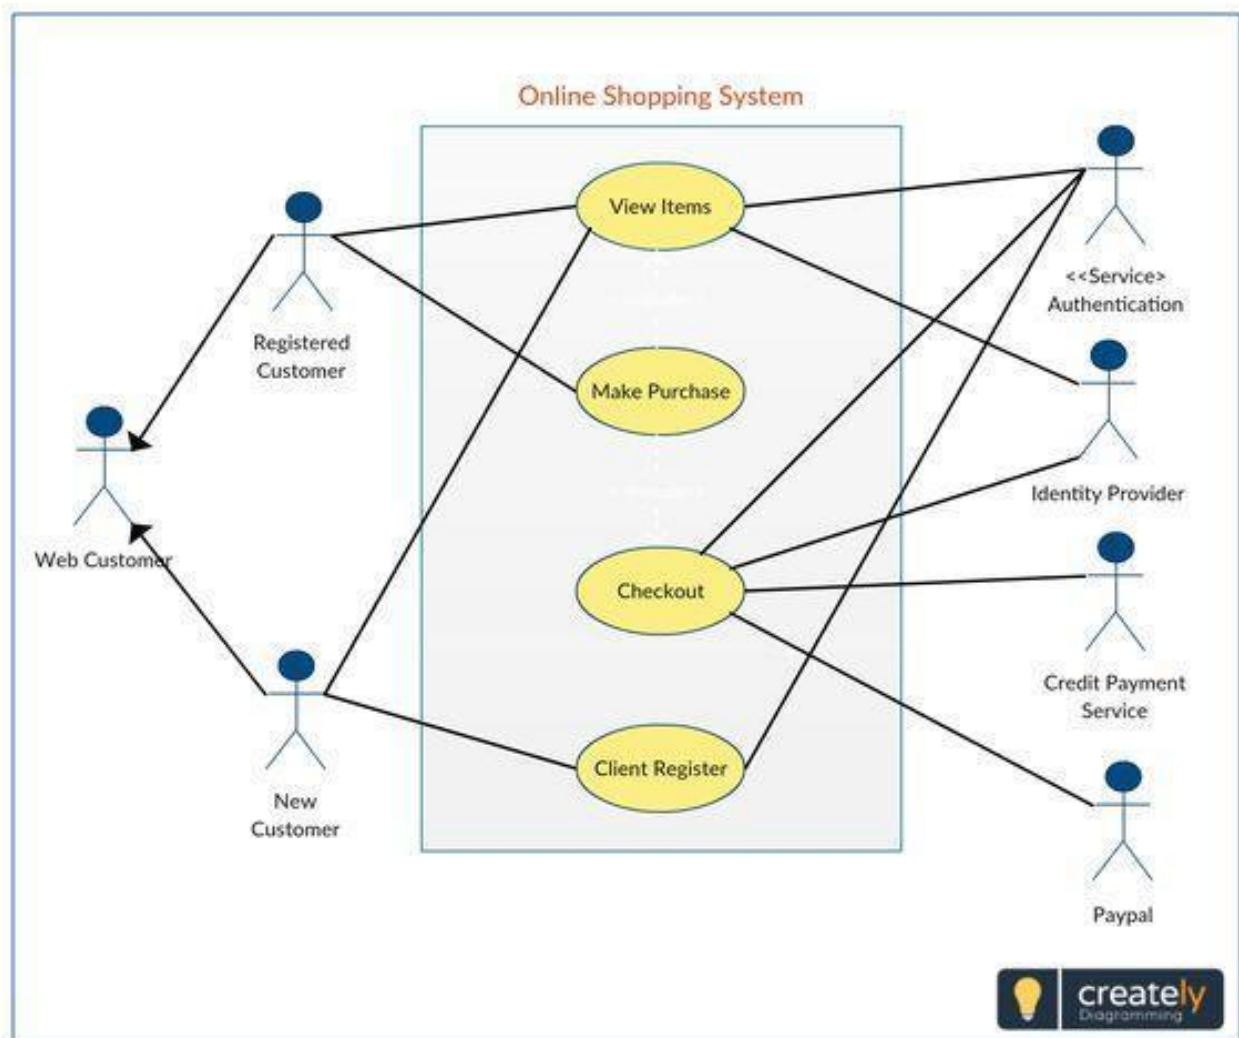 Online Shopping System
View Items
Registered
Customer
<<Service>
Authentication
Make Purchase
Web Customer
Identity Provider
Checkout
Credit Payment
Service
Client Register
New
Customer
Paypal
creately
Diagramming